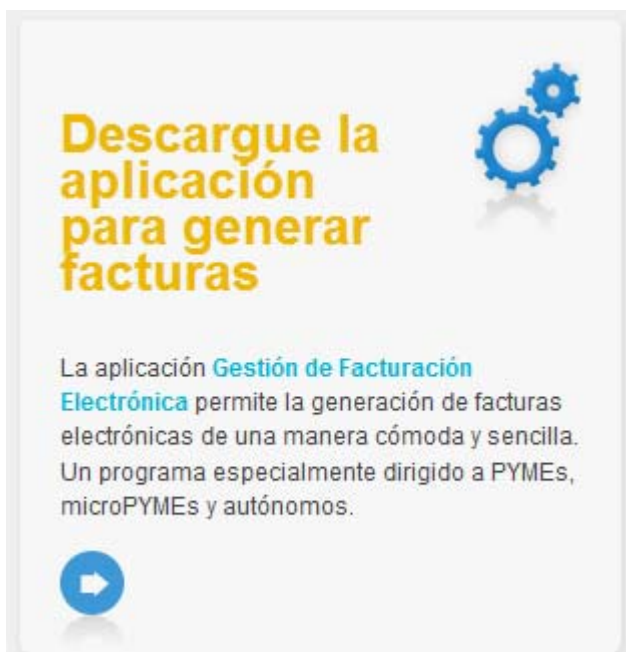 Descargue la
aplicación
para generar
facturas
La aplicación Gestión de Facturación
Electrónica permite la generación de facturas
electrónicas de una manera cómoda y sencilla.
Un programa especialmente dirigido a PYMEs,
microPYMEs y autónomos.